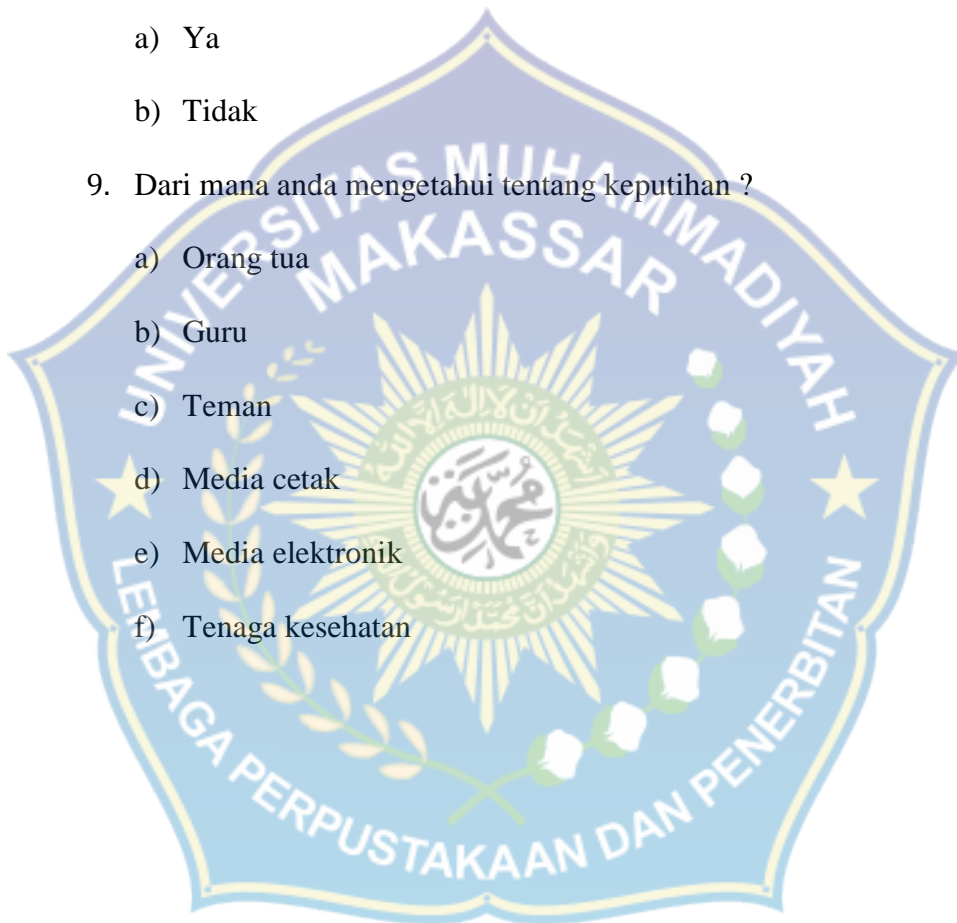 a) Ya
b) Tidak
9. Dari mana anda mengetahui tentang keputihan ?
a) Orang tua
b) Guru
c) Teman
d) Media cetak
e) Media elektronik
f) Tenaga kesehatan
UNIVERSITAS MUHAMMADIYAH
MAKASSAR
LEMBAGA PERPUSTAKAAN DAN PENERBITAN